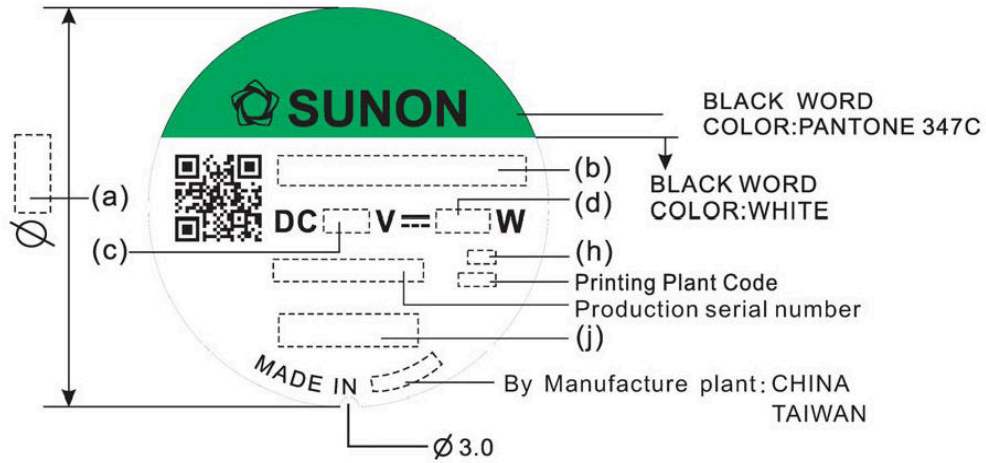 SUNON
BLACK WORD
COLOR:PANTONE 347C
(a)
Ø
(b)
BLACK WORD
COLOR:WHITE
(d)
DC V⎓ W
(c)
(h)
Printing Plant Code
Production serial number
(j)
MADE IN
By Manufacture plant: CHINA
TAIWAN
Ø 3.0